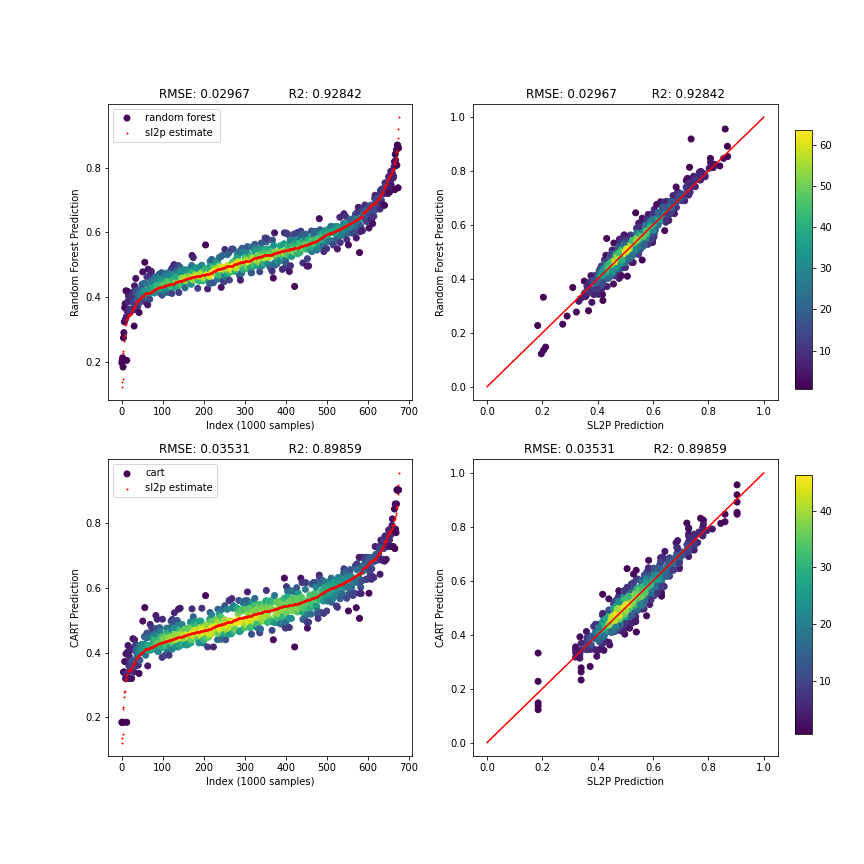 RMSE: 0.02967 R2: 0.92842
random forest
sl2p estimate
Random Forest Prediction
0.8
0.6
0.4
0.2
0 100 200 300 400 500 600 700
Index (1000 samples)
RMSE: 0.02967 R2: 0.92842
Random Forest Prediction
1.0
0.8
0.6
0.4
0.2
0.0
0.0 0.2 0.4 0.6 0.8 1.0
SL2P Prediction
60
50
40
30
20
10
RMSE: 0.03531 R2: 0.89859
cart
sl2p estimate
CART Prediction
0.8
0.6
0.4
0.2
0 100 200 300 400 500 600 700
Index (1000 samples)
RMSE: 0.03531 R2: 0.89859
CART Prediction
1.0
0.8
0.6
0.4
0.2
0.0
0.0 0.2 0.4 0.6 0.8 1.0
SL2P Prediction
40
30
20
10